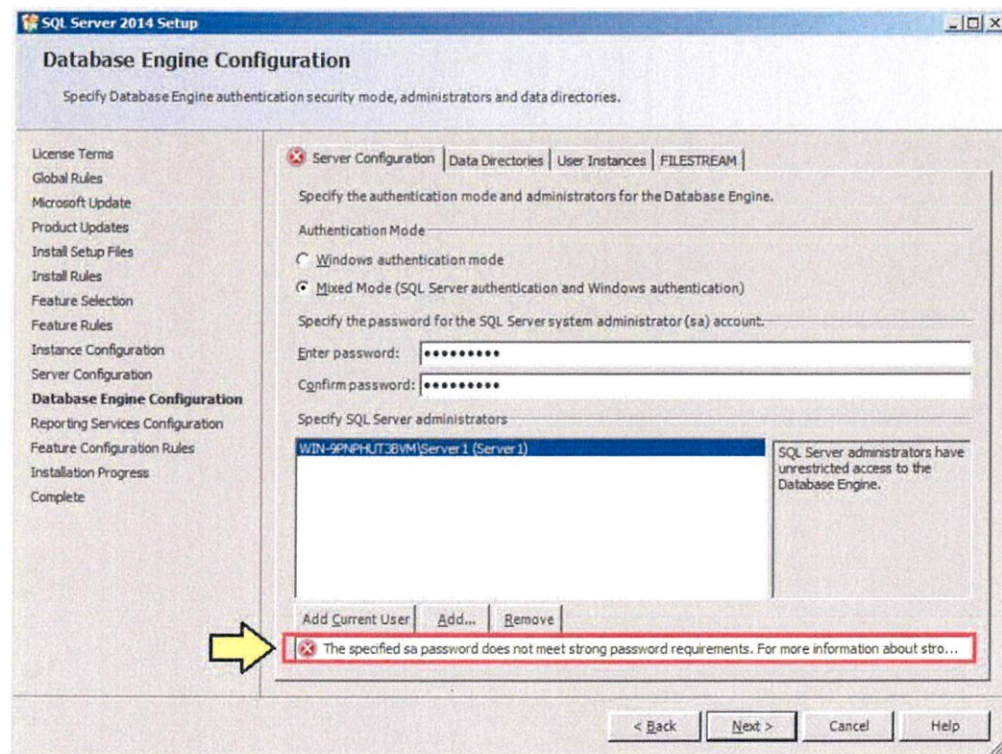 SQL Server 2014 Setup
Database Engine Configuration
Specify Database Engine authentication security mode, administrators and data directories.
License Terms
Global Rules
Microsoft Update
Product Updates
Install Setup Files
Install Rules
Feature Selection
Feature Rules
Instance Configuration
Server Configuration
Database Engine Configuration
Reporting Services Configuration
Feature Configuration Rules
Installation Progress
Complete
Server Configuration Data Directories User Instances FILESTREAM
Specify the authentication mode and administrators for the Database Engine.
Authentication Mode
Windows authentication mode
Mixed Mode (SQL Server authentication and Windows authentication)
Specify the password for the SQL Server system administrator (sa) account.
Enter password: •••••••••
Confirm password: •••••••••
Specify SQL Server administrators
WIN-9PNPHUT3BVM\Server1 (Server1)
SQL Server administrators have
unrestricted access to the
Database Engine.
Add Current User Add... Remove
The specified sa password does not meet strong password requirements. For more information about stro...
< Back Next > Cancel Help